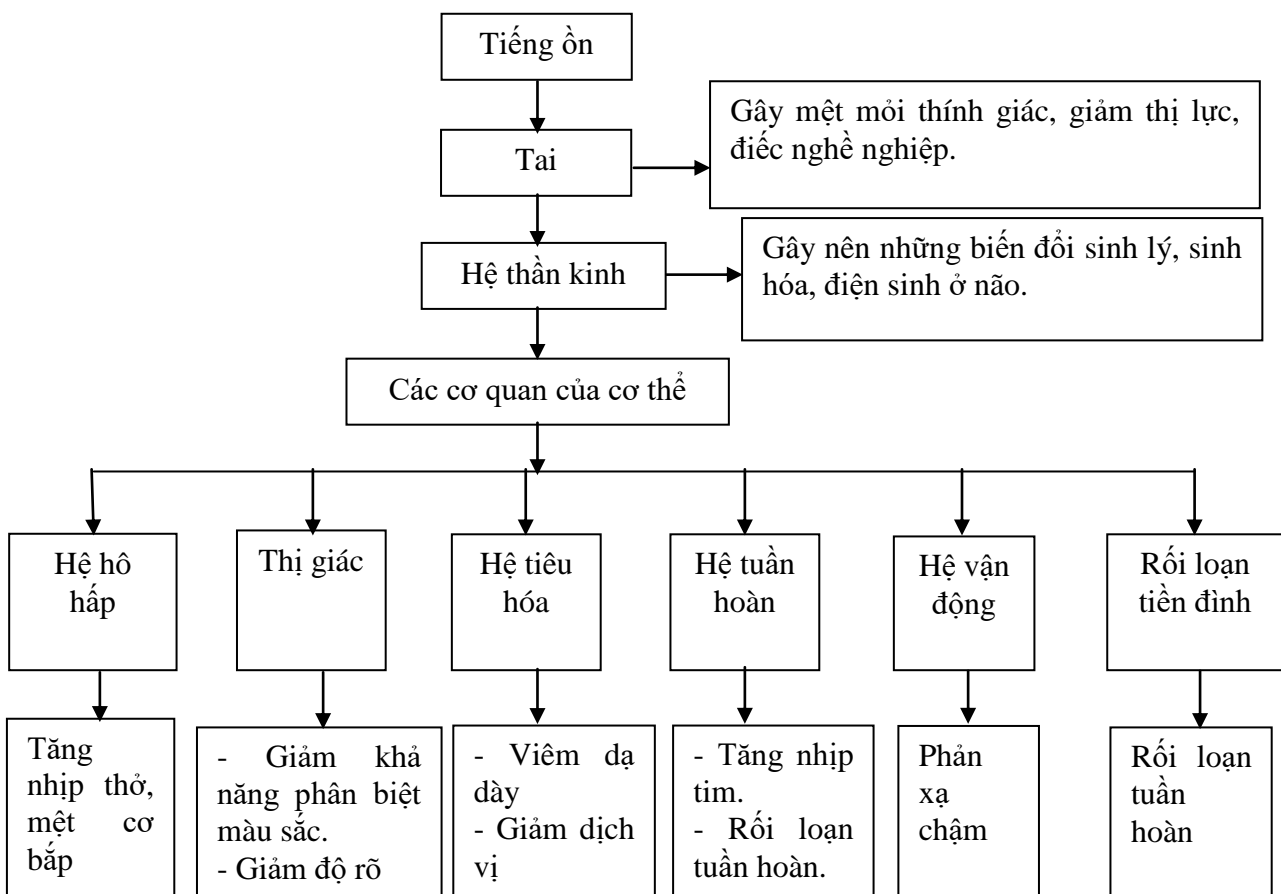 Tiếng ồn
Gây mệt mỏi thính giác, giảm thị lực,
điếc nghề nghiệp.
Tai
Gây nên những biến đổi sinh lý, sinh
hóa, điện sinh ở não.
Hệ thần kinh
Các cơ quan của cơ thể
Hệ hô
hấp
Thị giác
Hệ tiêu
hóa
Hệ tuần
hoàn
Hệ vận
động
Rối loạn
tiền đình
Tăng
nhịp thở,
mệt cơ
bắp
- Giảm khả
năng phân biệt
màu sắc.
- Giảm độ rõ
- Viêm dạ
dày
- Giảm dịch
vị
- Tăng nhịp
tim.
- Rối loạn
tuần hoàn.
Phản
xạ
chậm
Rối loạn
tuần
hoàn